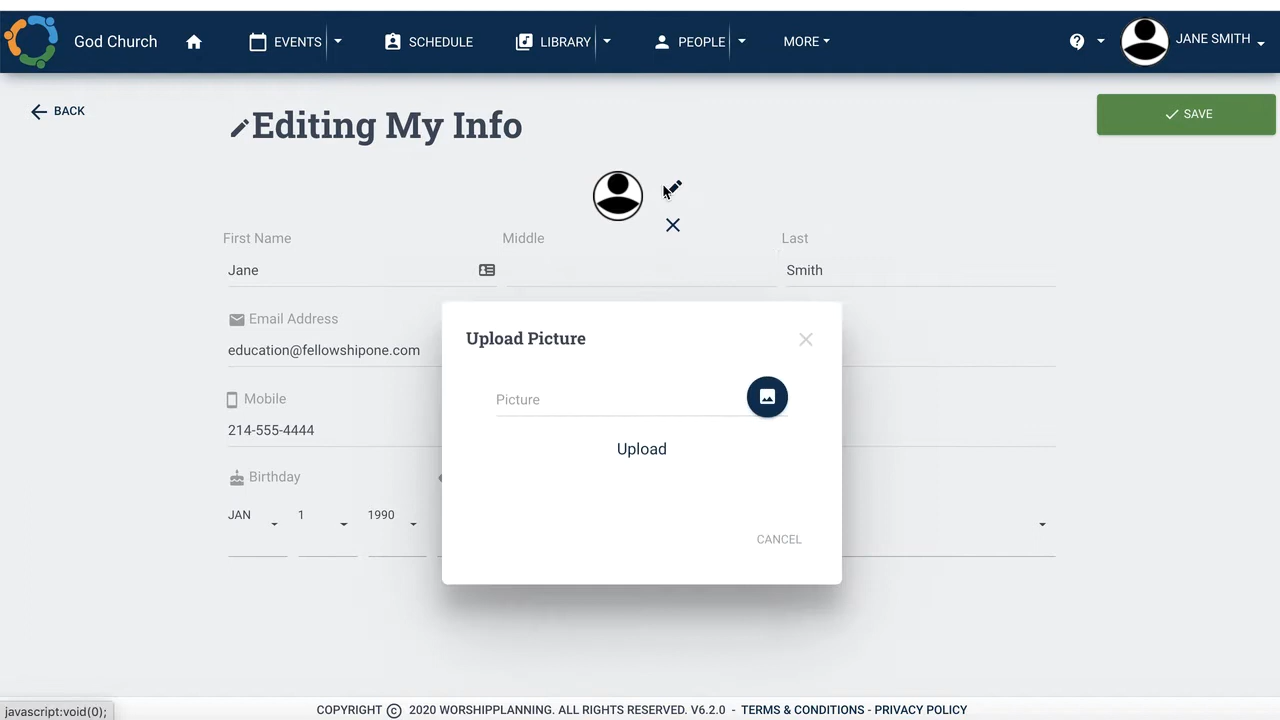 God Church
EVENTS
SCHEDULE
LIBRARY
PEOPLE
MORE
JANE SMITH
BACK
Editing My Info
SAVE
First Name
Middle
Last
Jane
Smith
Email Address
education@fellowshipone.com
Mobile
214-555-4444
Birthday
JAN
1
1990
Upload Picture
Picture
Upload
CANCEL
javascript:void(0);
COPYRIGHT © 2020 WORSHIPPLANNING. ALL RIGHTS RESERVED. V6.2.0 - TERMS & CONDITIONS - PRIVACY POLICY